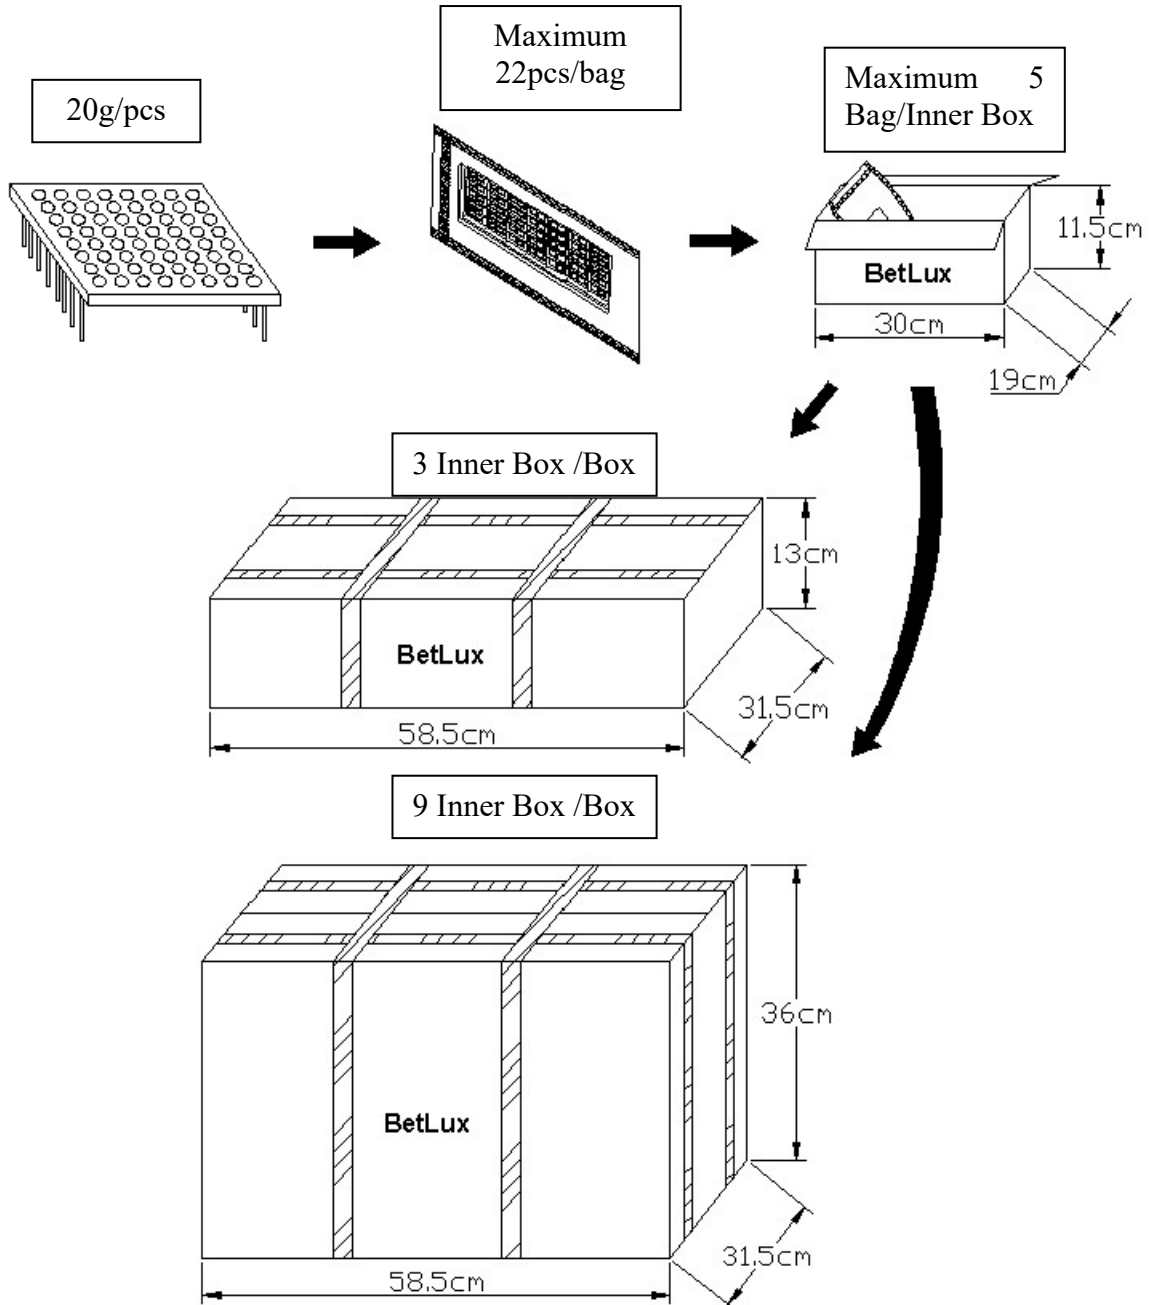 Maximum
22pcs/bag
20g/pcs
Maximum 5
Bag/Inner Box
11.5cm
BetLux
30cm
19cm
3 Inner Box /Box
13cm
BetLux
31.5cm
58.5cm
9 Inner Box /Box
36cm
BetLux
31.5cm
58.5cm